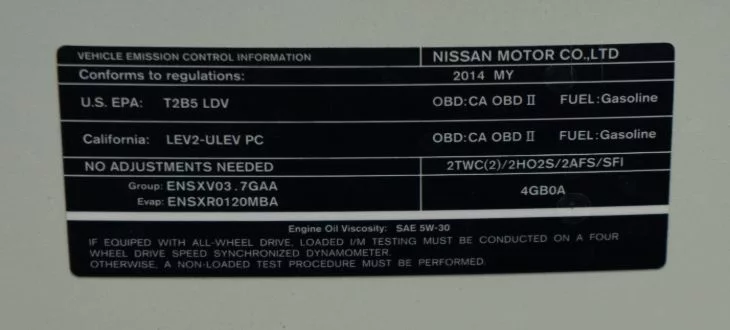 VEHICLE EMISSION CONTROL INFORMATION NISSAN MOTOR CO.,LTD
Conforms to regulations: 2014 MY
U.S. EPA: T2B5 LDV OBD:CA OBD II FUEL:Gasoline
California: LEV2-ULEV PC OBD:CA OBD II FUEL:Gasoline
NO ADJUSTMENTS NEEDED 2TWC(2)/2HO2S/2AFS/SFI
Group: ENSXV03.7GAA 4GB0A
Evap: ENSXR0120MBA
Engine Oil Viscosity: SAE 5W-30
IF EQUIPED WITH ALL-WHEEL DRIVE, LOADED I/M TESTING MUST BE CONDUCTED ON A FOUR
WHEEL DRIVE SPEED SYNCHRONIZED DYNAMOMETER.
OTHERWISE, A NON-LOADED TEST PROCEDURE MUST BE PERFORMED.